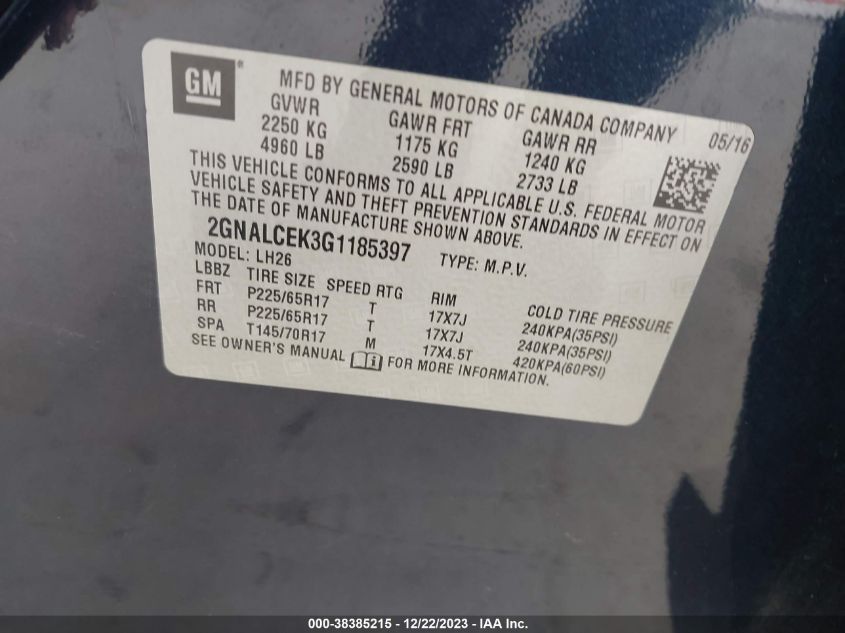 GM®
MFD BY GENERAL MOTORS OF CANADA COMPANY 05/16
GVWR GAWR FRT GAWR RR
2250 KG 1175 KG 1240 KG
4960 LB 2590 LB 2733 LB
THIS VEHICLE CONFORMS TO ALL APPLICABLE U.S. FEDERAL MOTOR
VEHICLE SAFETY AND THEFT PREVENTION STANDARDS IN EFFECT ON
THE DATE OF MANUFACTURE SHOWN ABOVE.
2GNALCEK3G1185397 TYPE: M.P.V.
MODEL: LH26
LBBZ TIRE SIZE SPEED RTG RIM COLD TIRE PRESSURE
FRT P225/65R17 T 17X7J 240KPA(35PSI)
RR P225/65R17 T 17X7J 240KPA(35PSI)
SPA T145/70R17 M 17X4.5T 420KPA(60PSI)
SEE OWNER'S MANUAL FOR MORE INFORMATION.
000-38385215 - 12/22/2023 - IAA Inc.